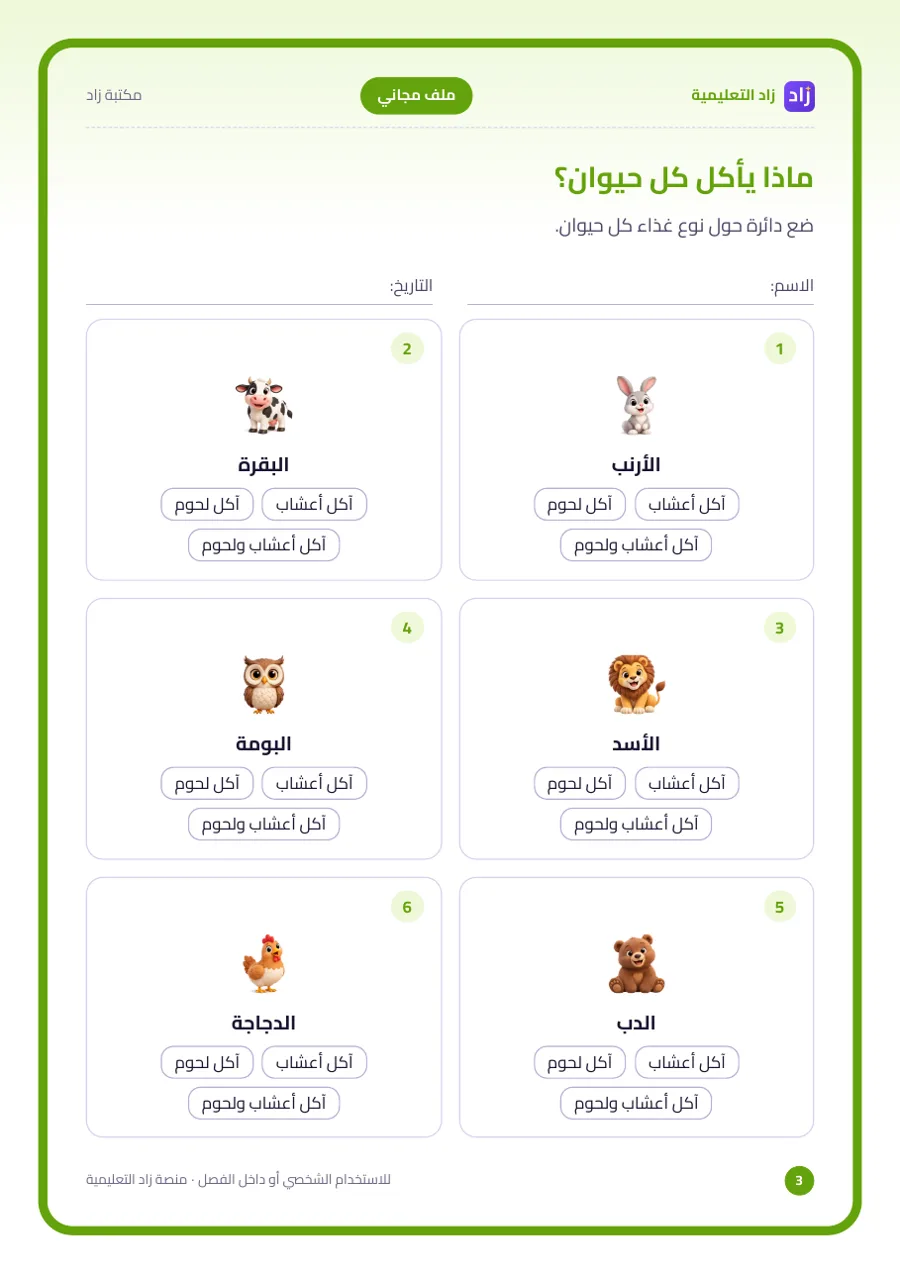 زاد زاد التعليمية
ملف مجاني
مكتبة زاد
ماذا يأكل كل حيوان؟
ضع دائرة حول نوع غذاء كل حيوان.
الاسم:
التاريخ:
1
الأرنب
آكل أعشاب
آكل لحوم
آكل أعشاب ولحوم
2
البقرة
آكل أعشاب
آكل لحوم
آكل أعشاب ولحوم
3
الأسد
آكل أعشاب
آكل لحوم
آكل أعشاب ولحوم
4
البومة
آكل أعشاب
آكل لحوم
آكل أعشاب ولحوم
5
الدب
آكل أعشاب
آكل لحوم
آكل أعشاب ولحوم
6
الدجاجة
آكل أعشاب
آكل لحوم
آكل أعشاب ولحوم
3
للاستخدام الشخصي أو داخل الفصل · منصة زاد التعليمية